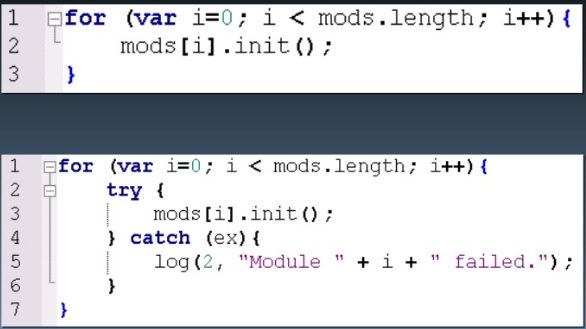 1 for (var i=0; i < mods.length; i++){
2 mods[i].init();
3 }
1 for (var i=0; i < mods.length; i++){
2 try {
3 mods[i].init();
4 } catch (ex){
5 log(2, "Module " + i + " failed.");
6 }
7 }